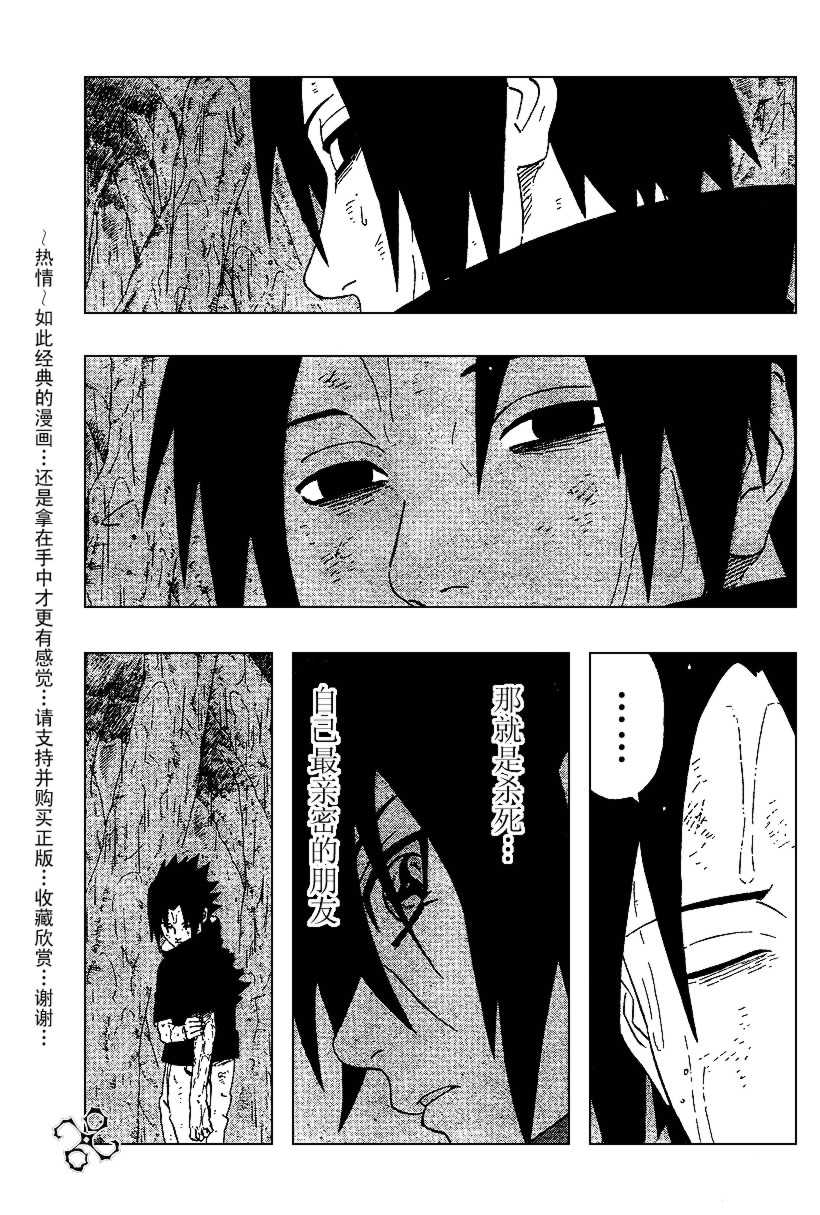 ……
那就是杀死…
自己最亲密的朋友
～热情～如此经典的漫画…还是拿在手中才更有感觉…请支持并购买正版…收藏欣赏…谢谢…